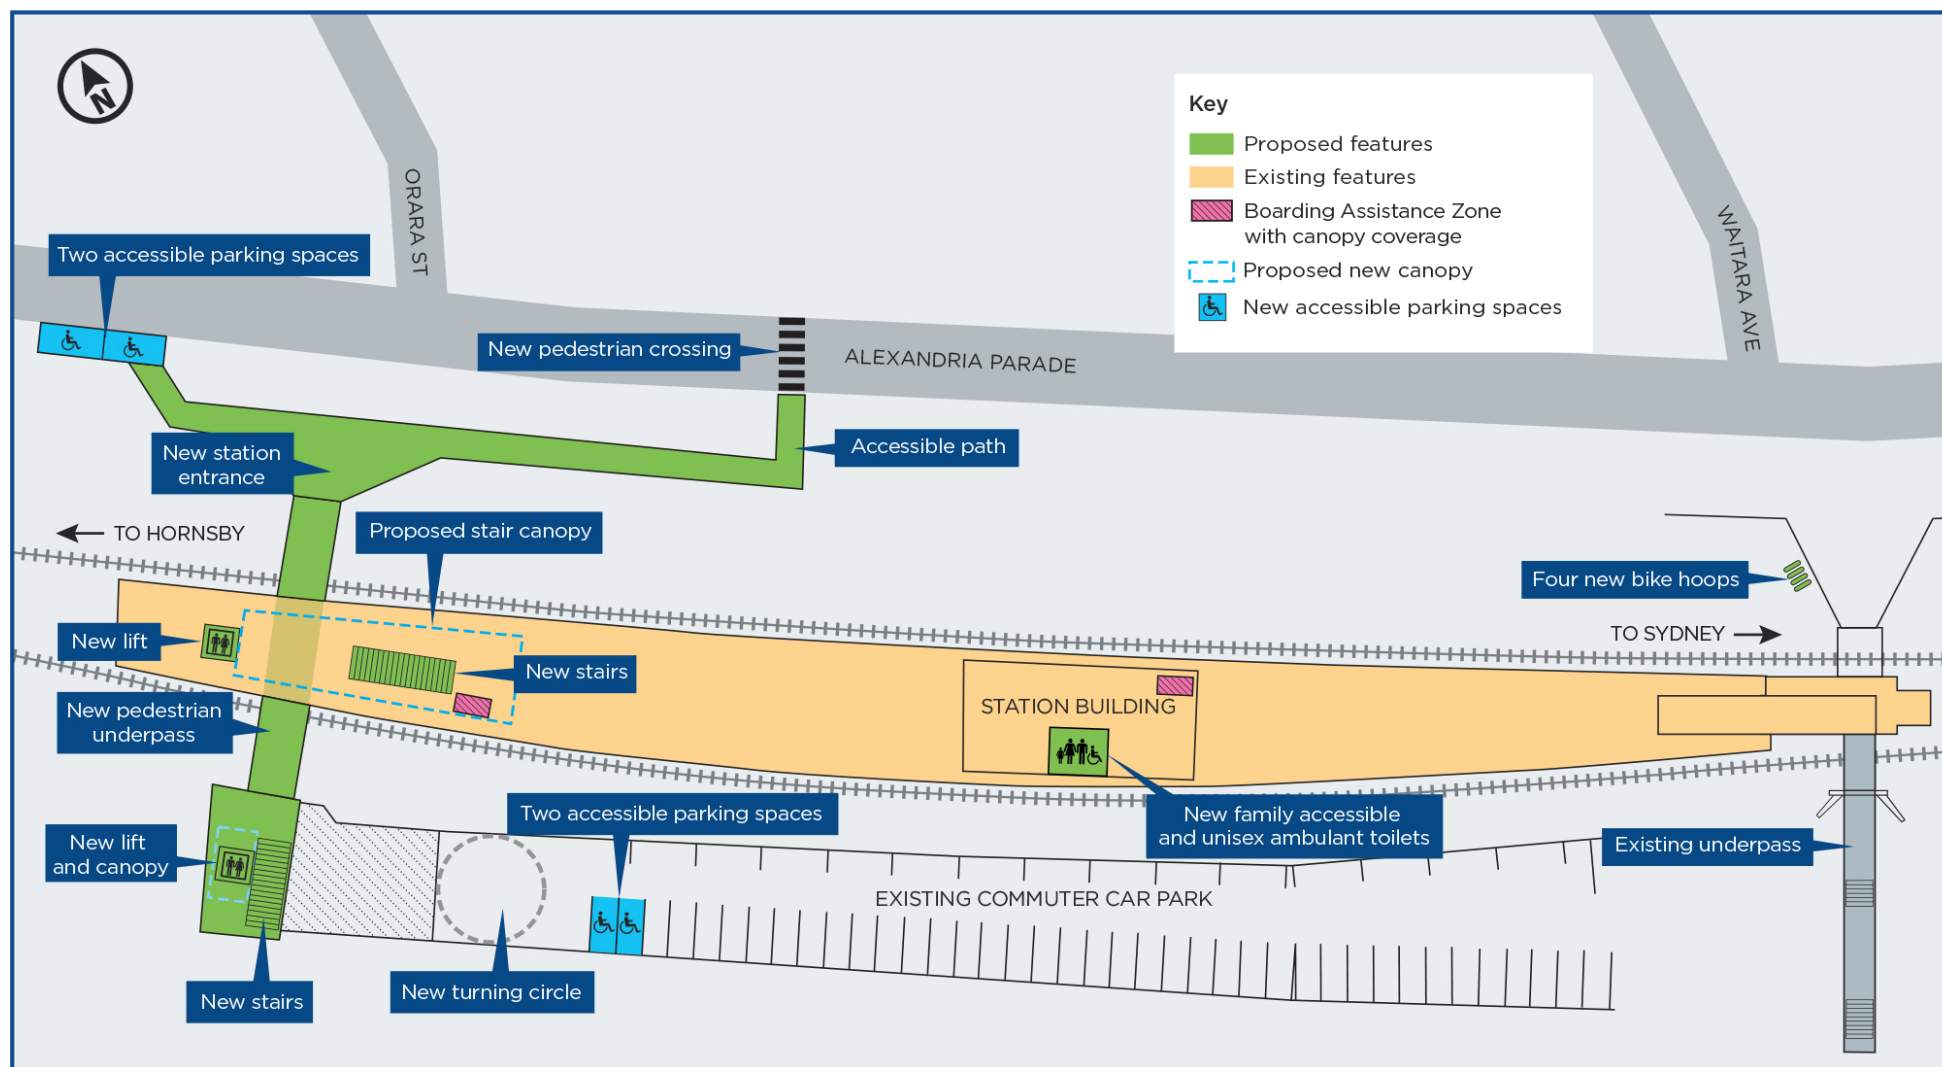 N
Key
Proposed features
Existing features
Boarding Assistance Zone
with canopy coverage
Proposed new canopy
New accessible parking spaces
ORARA ST
WAITARA AVE
Two accessible parking spaces
New pedestrian crossing
ALEXANDRIA PARADE
Accessible path
New station
entrance
TO HORNSBY
Proposed stair canopy
Four new bike hoops
TO SYDNEY
New lift
New stairs
New pedestrian
underpass
STATION BUILDING
Two accessible parking spaces
New family accessible
and unisex ambulant toilets
New lift
and canopy
Existing underpass
EXISTING COMMUTER CAR PARK
New stairs
New turning circle